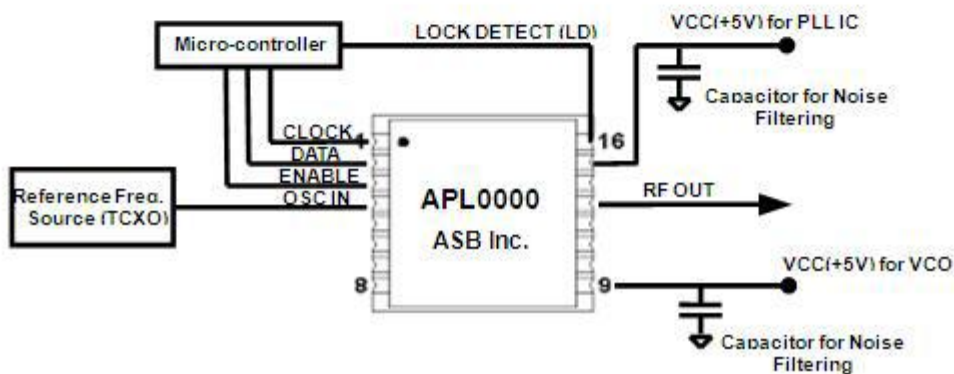 Micro-controller
LOCK DETECT (LD)
VCC(+5V) for PLL IC
Capacitor for Noise
Filtering
CLOCK
1
16
DATA
ENABLE
OSC IN
Reference Freq.
Source (TCXO)
APL0000
ASB Inc.
RF OUT
8
9
VCC(+5V) for VCO
Capacitor for Noise
Filtering